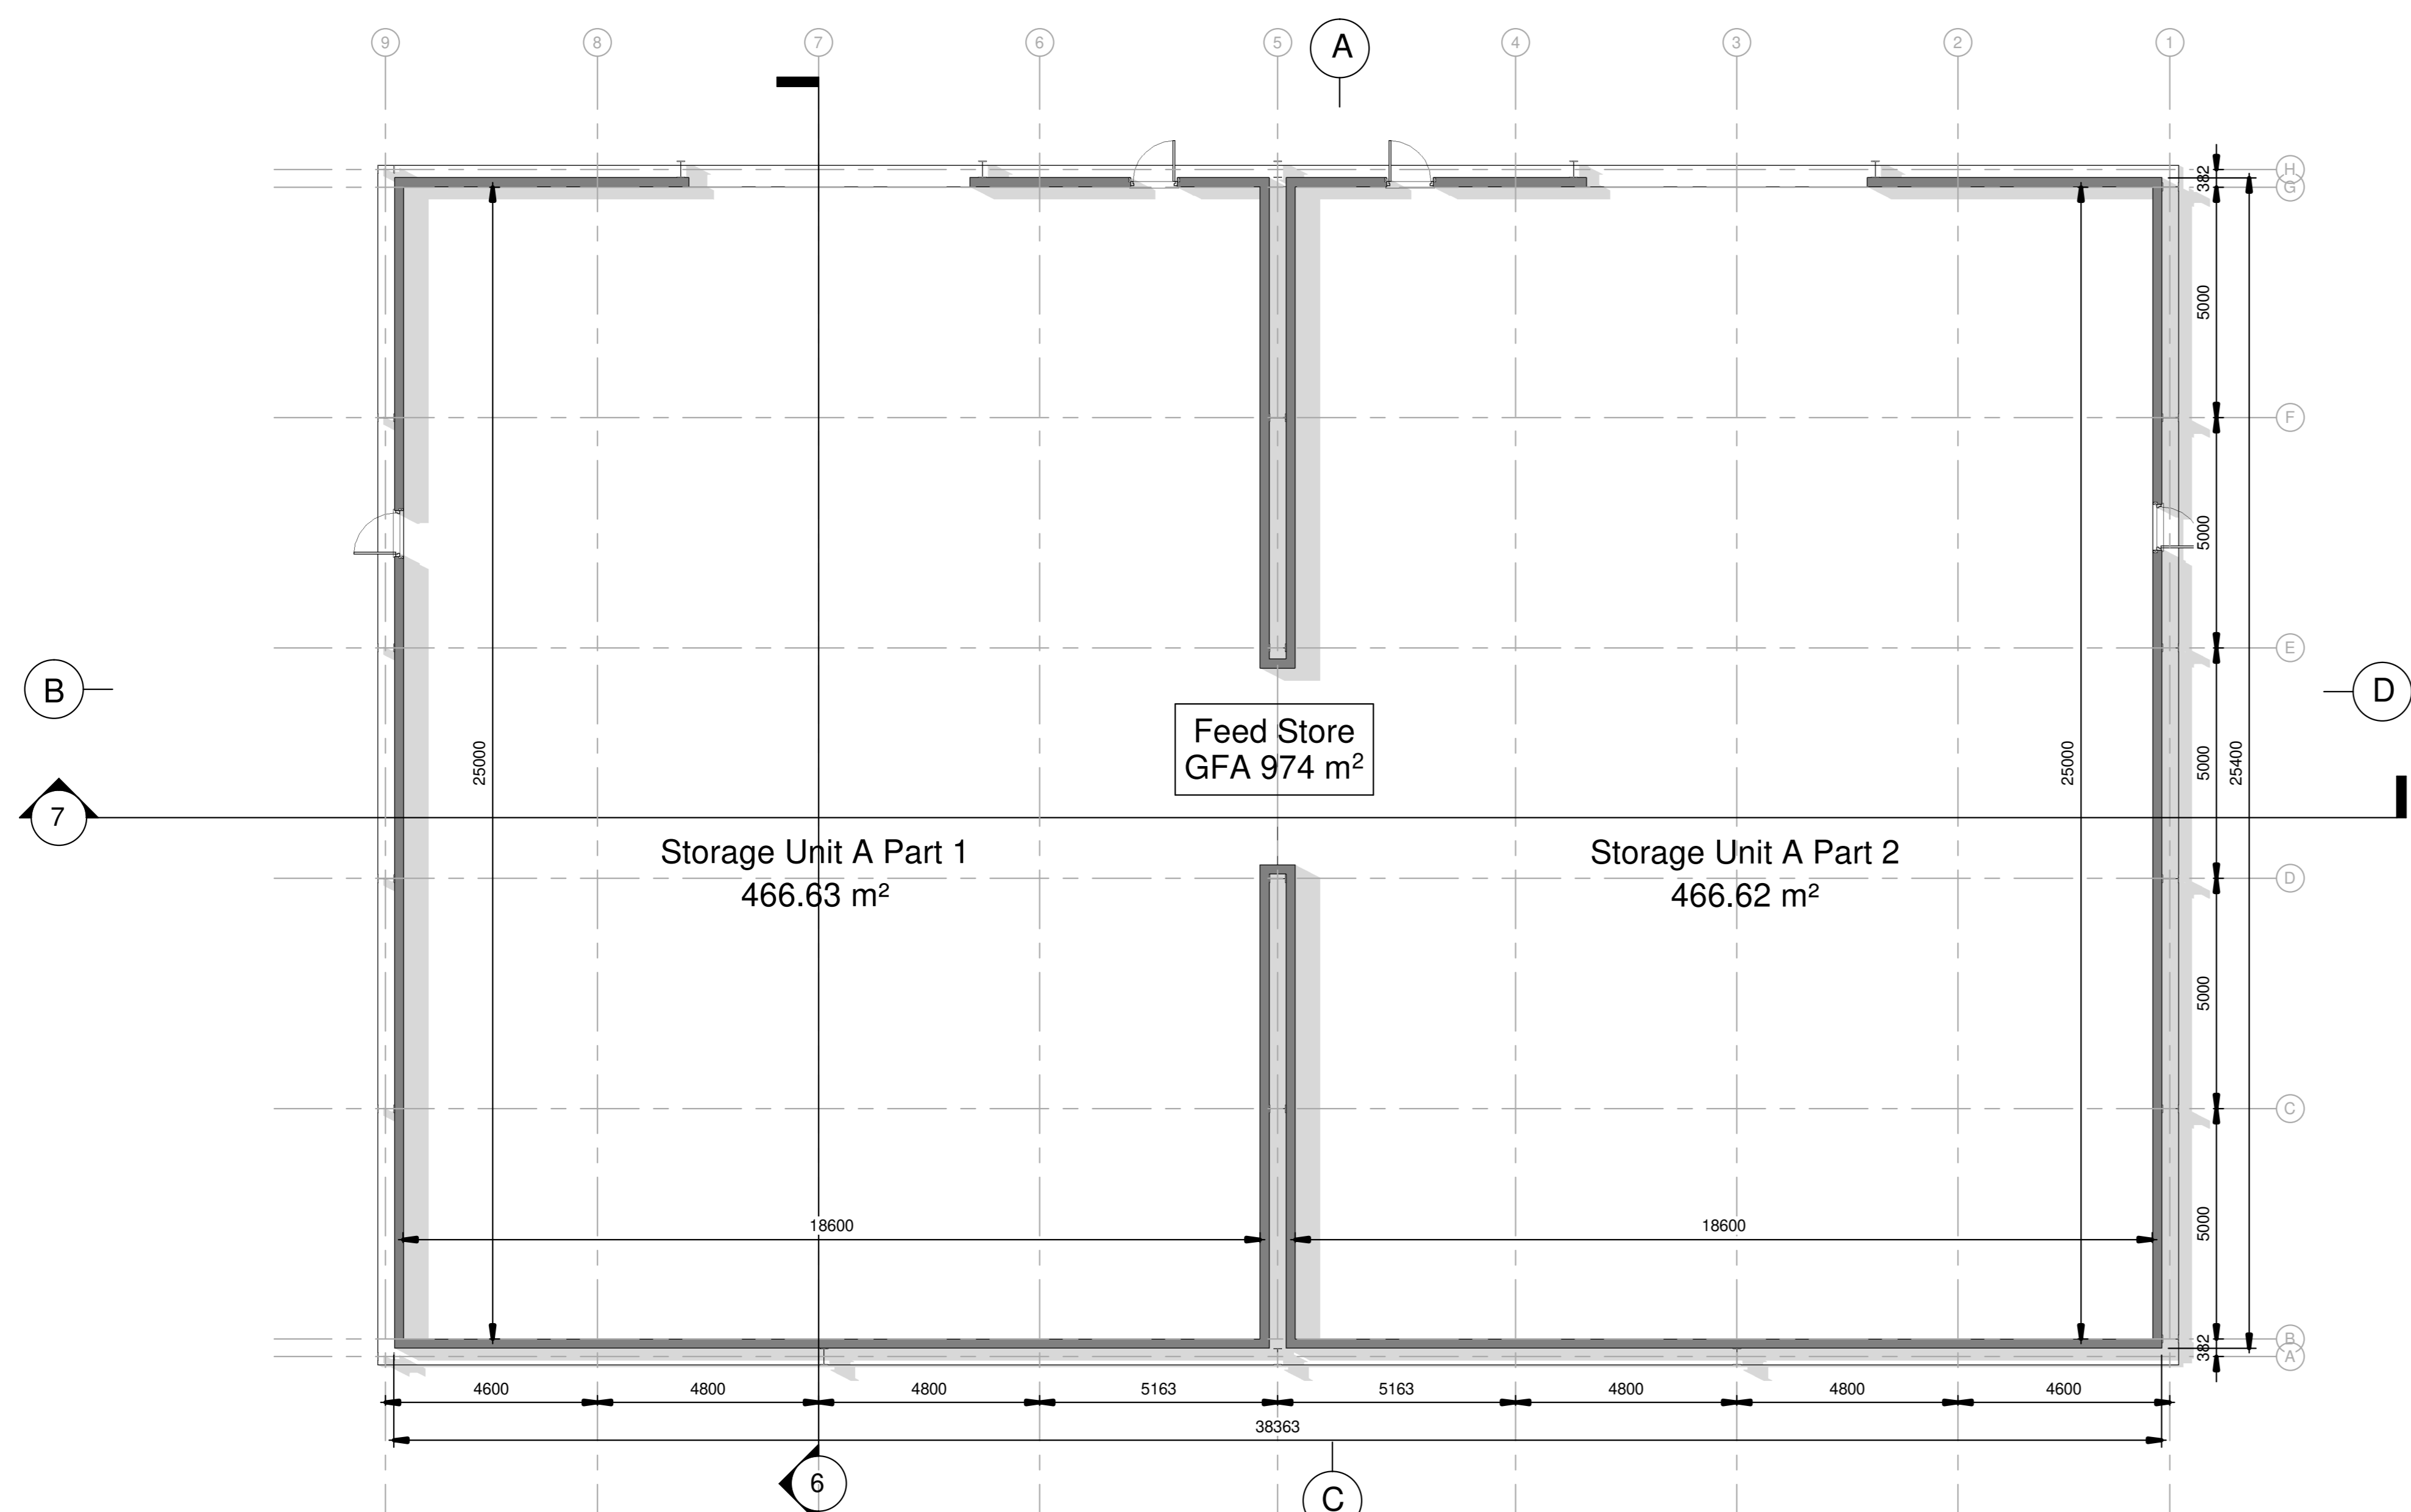 9 8 7 6 5 A 4 3 2 1
H
382
G
5000
F
5000
E
B
D
Feed Store
GFA 974 m²
25000
25000
5000
25400
7
Storage Unit A Part 1
466.63 m²
Storage Unit A Part 2
466.62 m²
D
5000
C
18600
18600
5000
B
382
A
4600 4800 4800 5163 5163 4800 4800 4600
38363
6
C